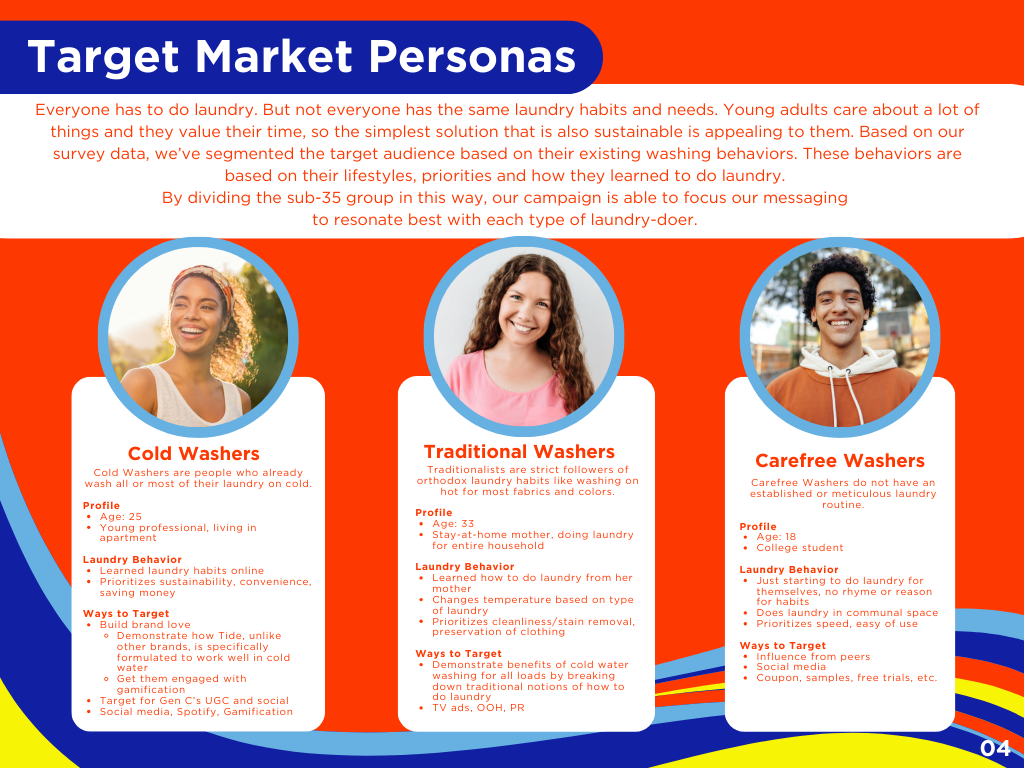 Target Market Personas
Everyone has to do laundry. But not everyone has the same laundry habits and needs. Young adults care about a lot of
things and they value their time, so the simplest solution that is also sustainable is appealing to them. Based on our
survey data, we’ve segmented the target audience based on their existing washing behaviors. These behaviors are
based on their lifestyles, priorities and how they learned to do laundry.
By dividing the sub-35 group in this way, our campaign is able to focus our messaging
to resonate best with each type of laundry-doer.
Cold Washers
Cold Washers are people who already
wash all or most of their laundry on cold.
Profile
• Age: 25
• Young professional, living in
apartment
Laundry Behavior
• Learned laundry habits online
• Prioritizes sustainability, convenience,
saving money
Ways to Target
• Build brand love
◦ Demonstrate how Tide, unlike
other brands, is specifically
formulated to work well in cold
water
◦ Get them engaged with
gamification
• Target for Gen C’s UGC and social
• Social media, Spotify, Gamification
Traditional Washers
Traditionalists are strict followers of
orthodox laundry habits like washing on
hot for most fabrics and colors.
Profile
• Age: 33
• Stay-at-home mother, doing laundry
for entire household
Laundry Behavior
• Learned how to do laundry from her
mother
• Changes temperature based on type
of laundry
• Prioritizes cleanliness/stain removal,
preservation of clothing
Ways to Target
• Demonstrate benefits of cold water
washing for all loads by breaking
down traditional notions of how to
do laundry
• TV ads, OOH, PR
Carefree Washers
Carefree Washers do not have an
established or meticulous laundry
routine.
Profile
• Age: 18
• College student
Laundry Behavior
• Just starting to do laundry for
themselves, no rhyme or reason
for habits
• Does laundry in communal space
• Prioritizes speed, easy of use
Ways to Target
• Influence from peers
• Social media
• Coupon, samples, free trials, etc.
04